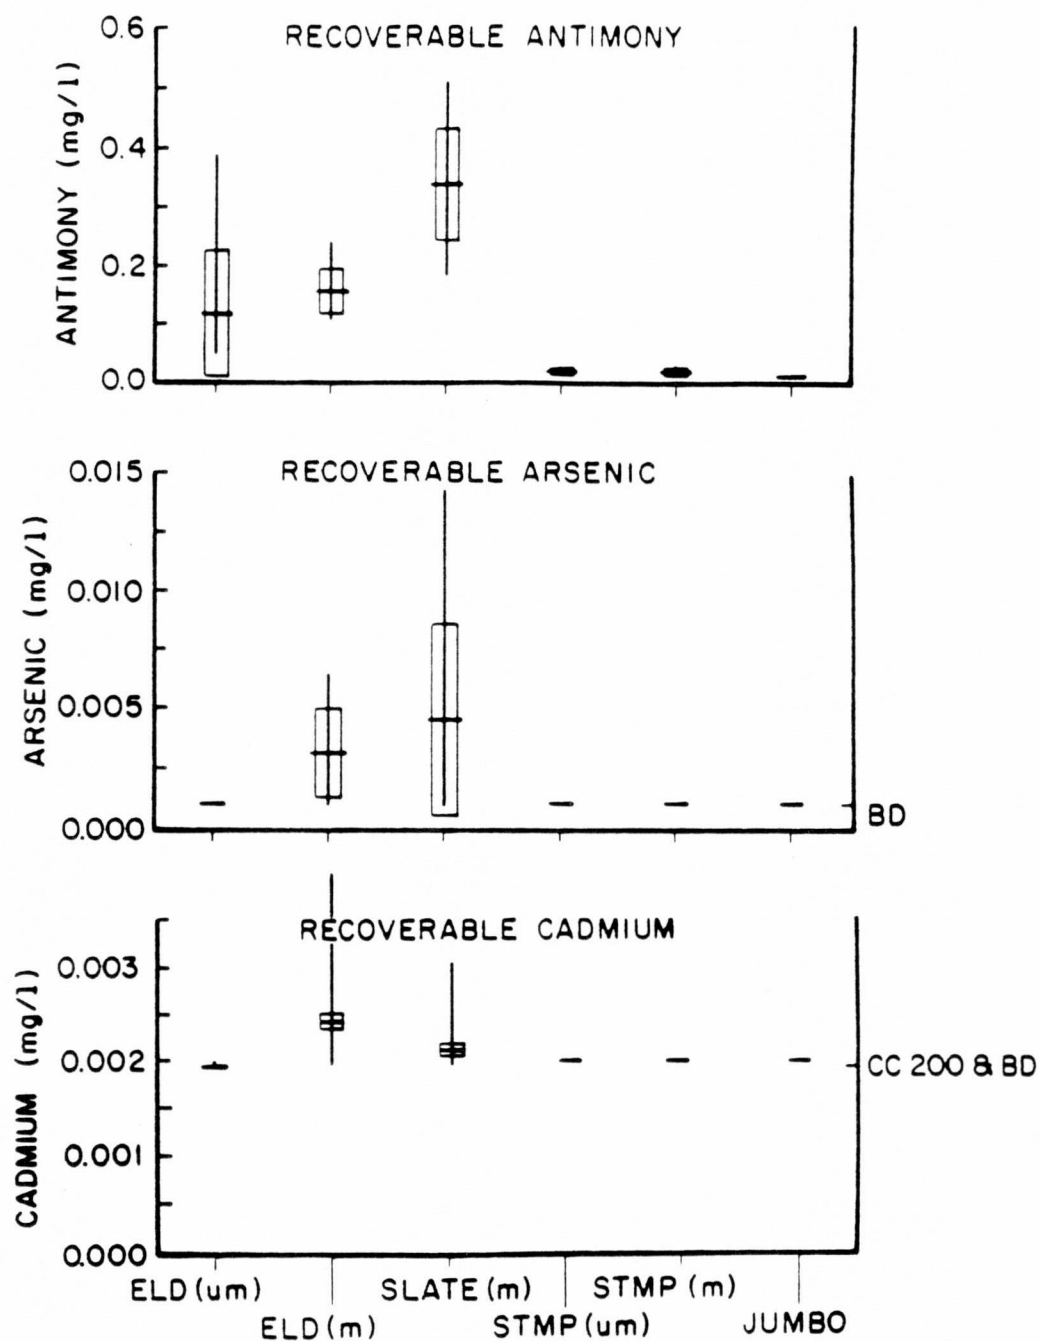 RECOVERABLE ANTIMONY
ANTIMONY (mg/l)
0.6
0.4
0.2
0.0
RECOVERABLE ARSENIC
ARSENIC (mg/l)
0.015
0.010
0.005
0.000
BD
RECOVERABLE CADMIUM
CADMIUM (mg/l)
0.003
0.002
0.001
0.000
CC 200 & BD
ELD (um)
SLATE (m)
STMP (m)
ELD (m)
STMP (um)
JUMBO